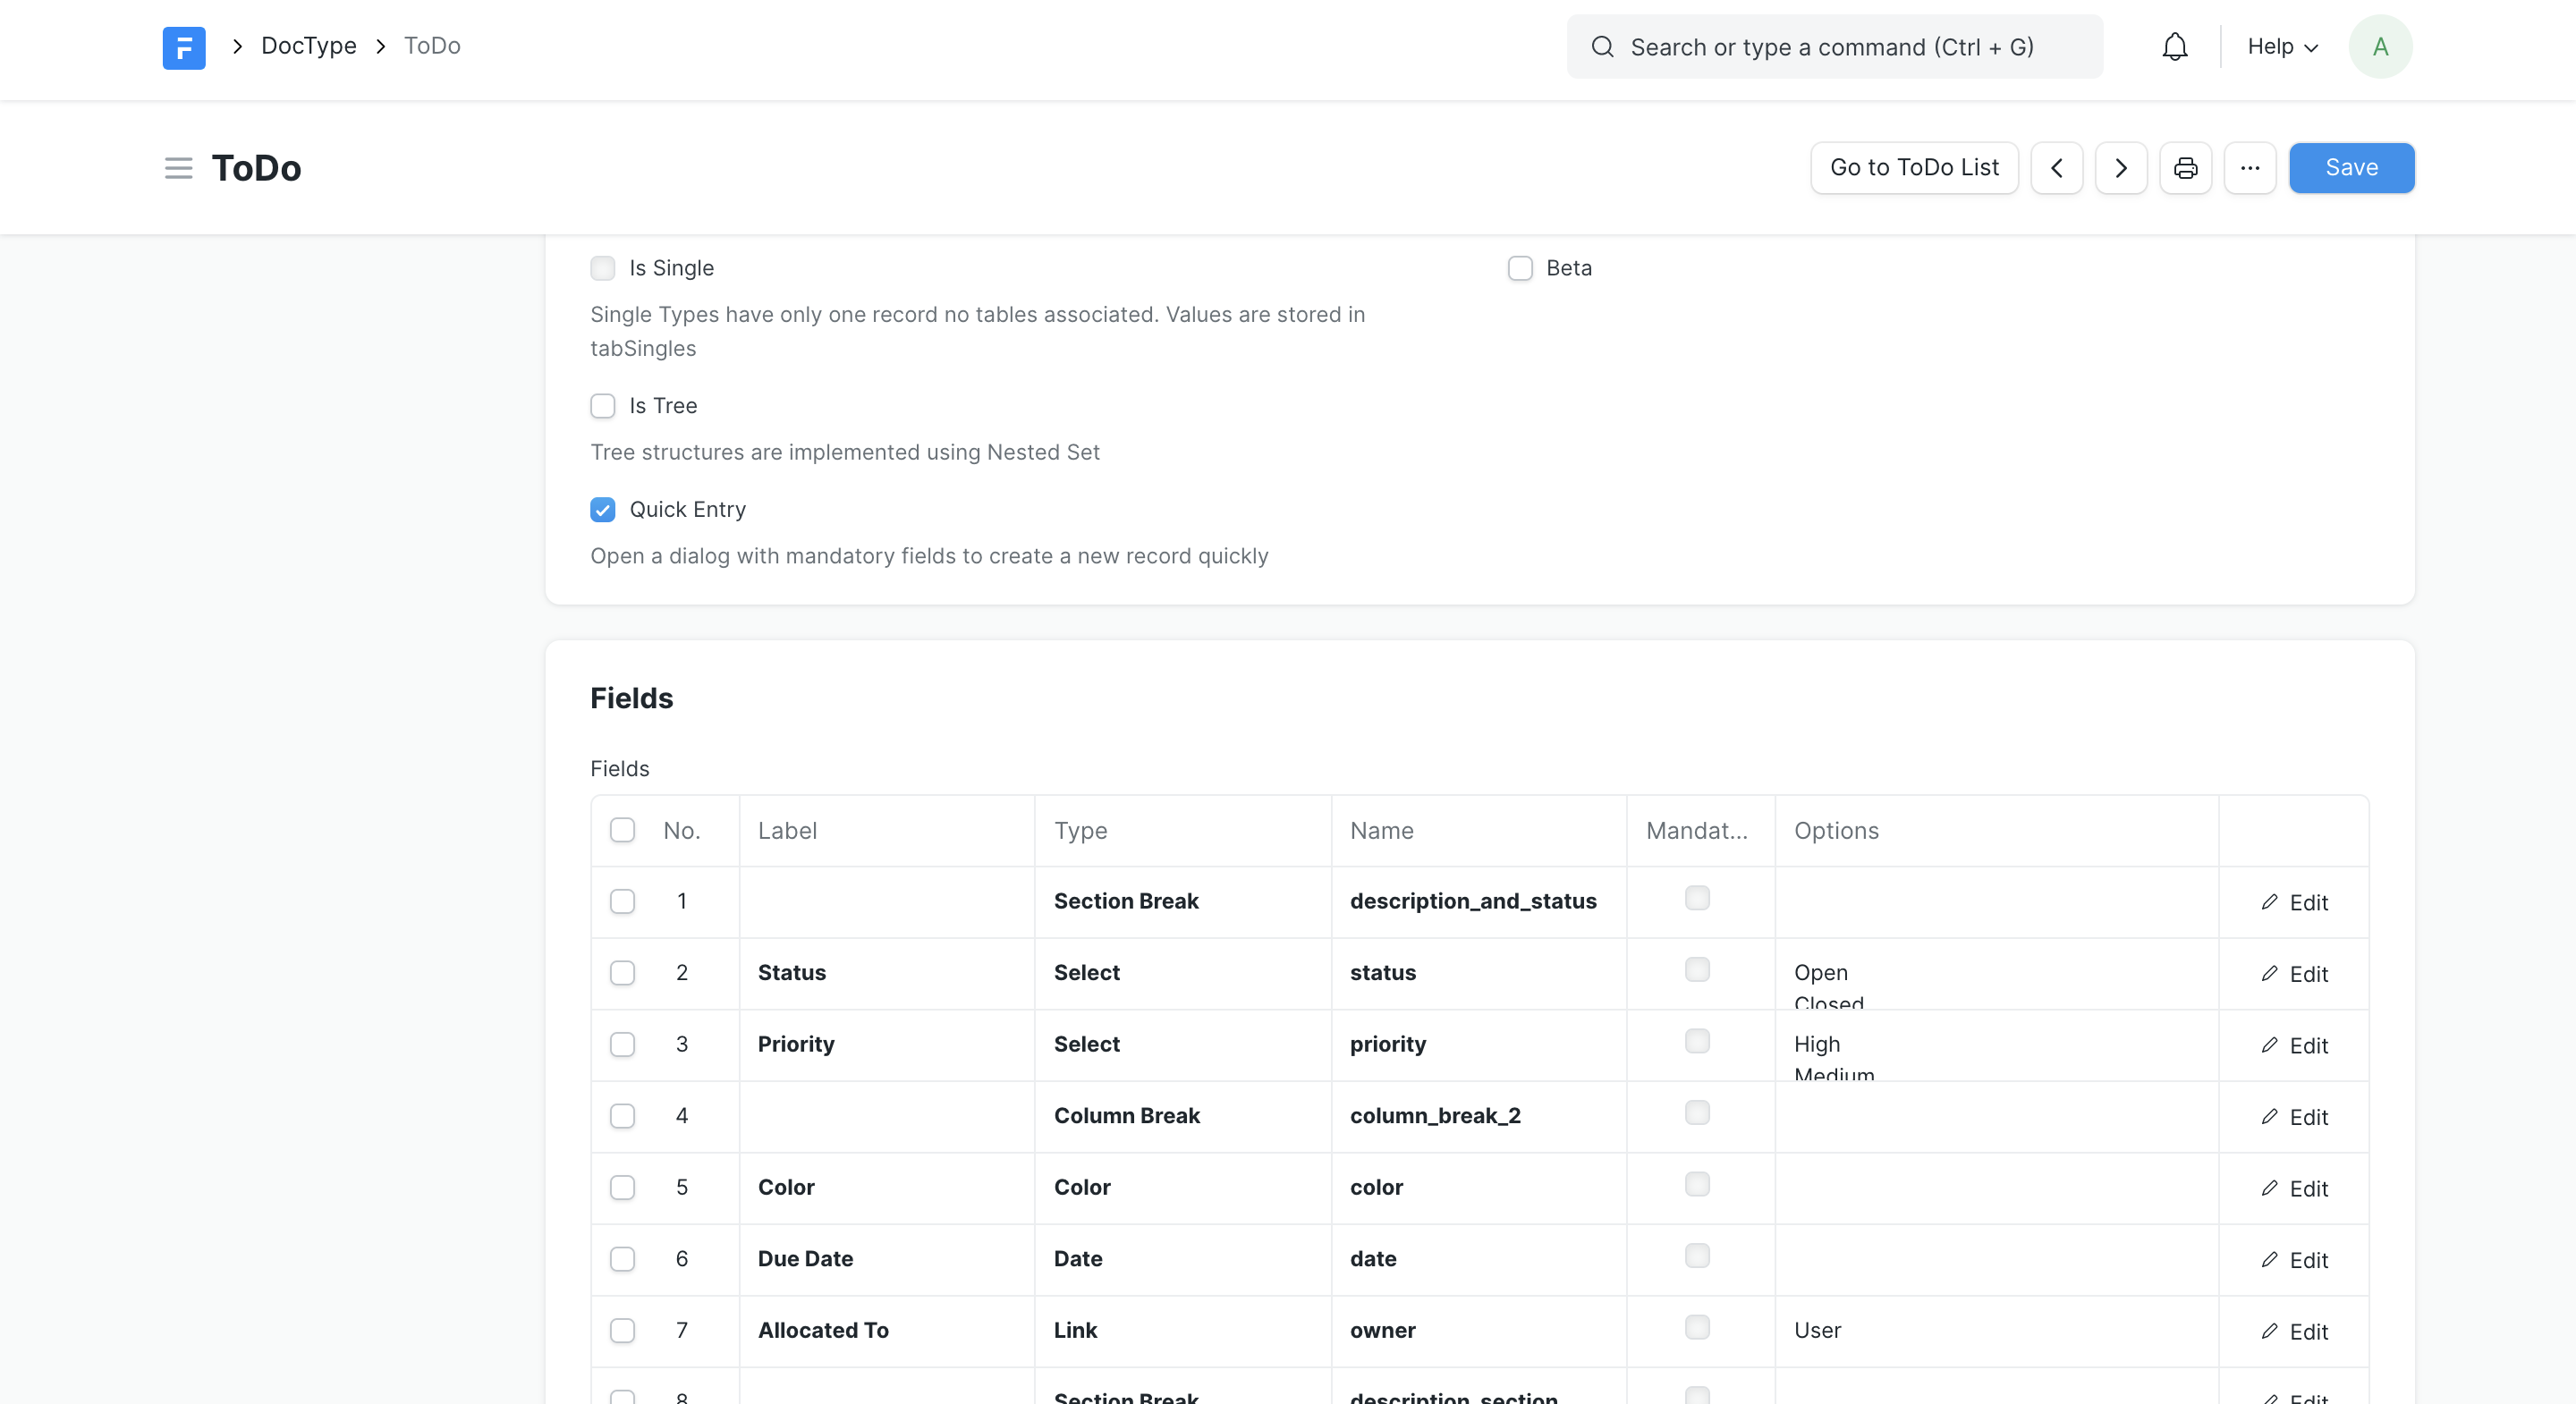 F
DocType
ToDo
Search or type a command (Ctrl + G)
Help
A
ToDo
Go to ToDo List
...
Save
Is Single
Beta
Single Types have only one record no tables associated. Values are stored in
tabSingles
Is Tree
Tree structures are implemented using Nested Set
Quick Entry
Open a dialog with mandatory fields to create a new record quickly
Fields
Fields
No. Label Type Name Mandat... Options
1 Section Break description_and_status Edit
2 Status Select status Open Edit
Closed
3 Priority Select priority High Edit
Medium
4 Column Break column_break_2 Edit
5 Color Color color Edit
6 Due Date Date date Edit
7 Allocated To Link owner User Edit
8 Section Break description_section Edit